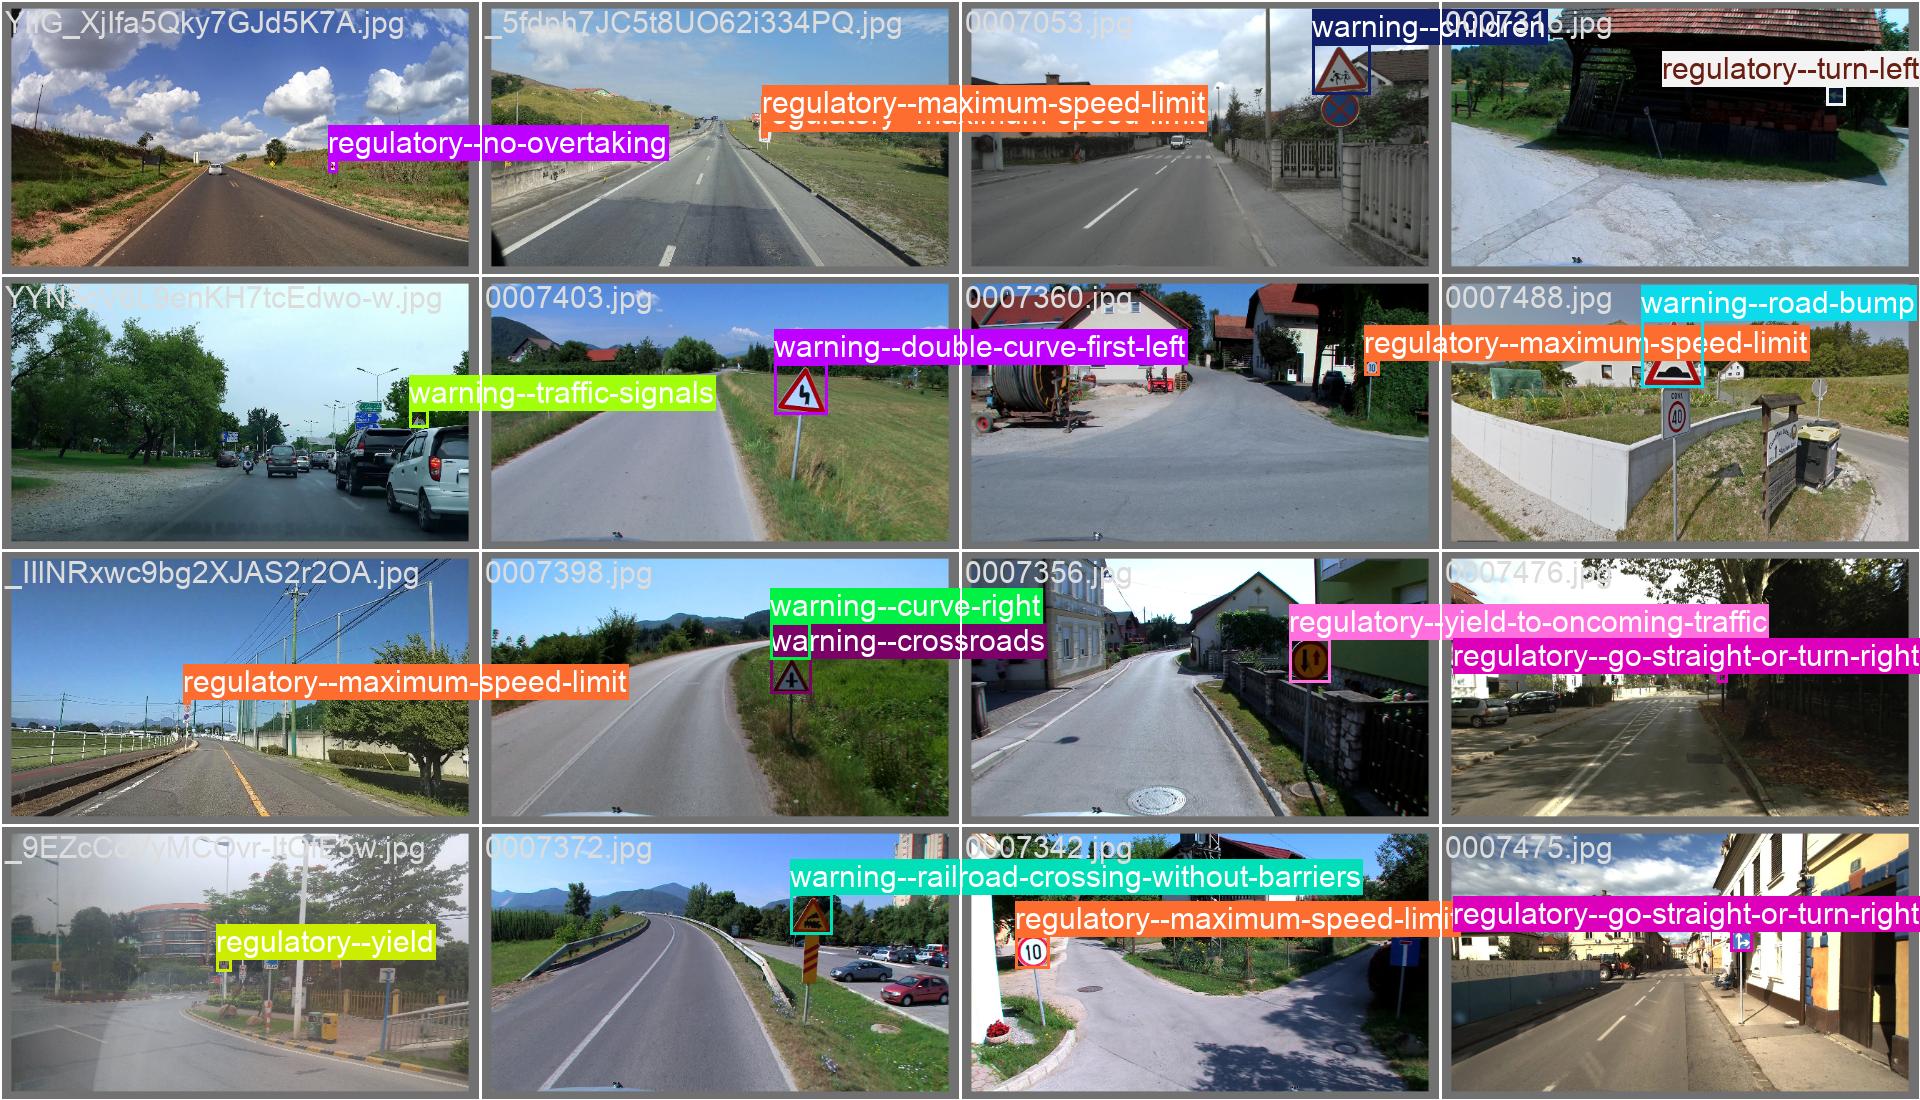 regulatory--no-overtaking
regulatory--maximum-speed-limit
0007053.jpg
warning--children
regulatory--turn-left
0007403.jpg
warning--traffic-signals
warning--double-curve-first-left
0007360.jpg
regulatory--maximum-speed-limit
0007488.jpg
warning--road-bump
40
regulatory--maximum-speed-limit
_IIINRxwc9bg2XJAS2r2OA.jpg
0007398.jpg
warning--curve-right
warning--crossroads
0007356.jpg
regulatory--yield-to-oncoming-traffic
0007476.jpg
regulatory--go-straight-or-turn-right
regulatory--yield
0007372.jpg
warning--railroad-crossing-without-barriers
0007342.jpg
regulatory--maximum-speed-limit
10
0007475.jpg
regulatory--go-straight-or-turn-right